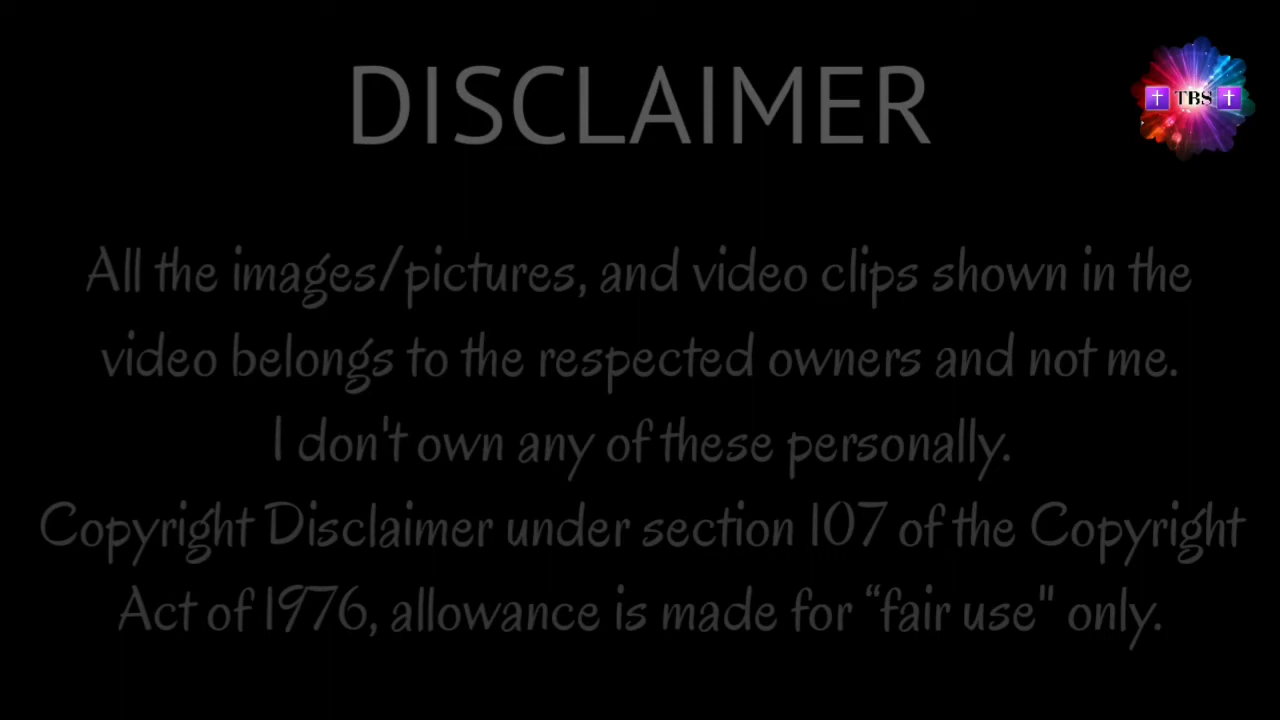 DISCLAIMER
✝ TBS ✝
All the images/pictures, and video clips shown in the
video belongs to the respected owners and not me.
I don't own any of these personally.
Copyright Disclaimer under section 107 of the Copyright
Act of 1976, allowance is made for “fair use" only.